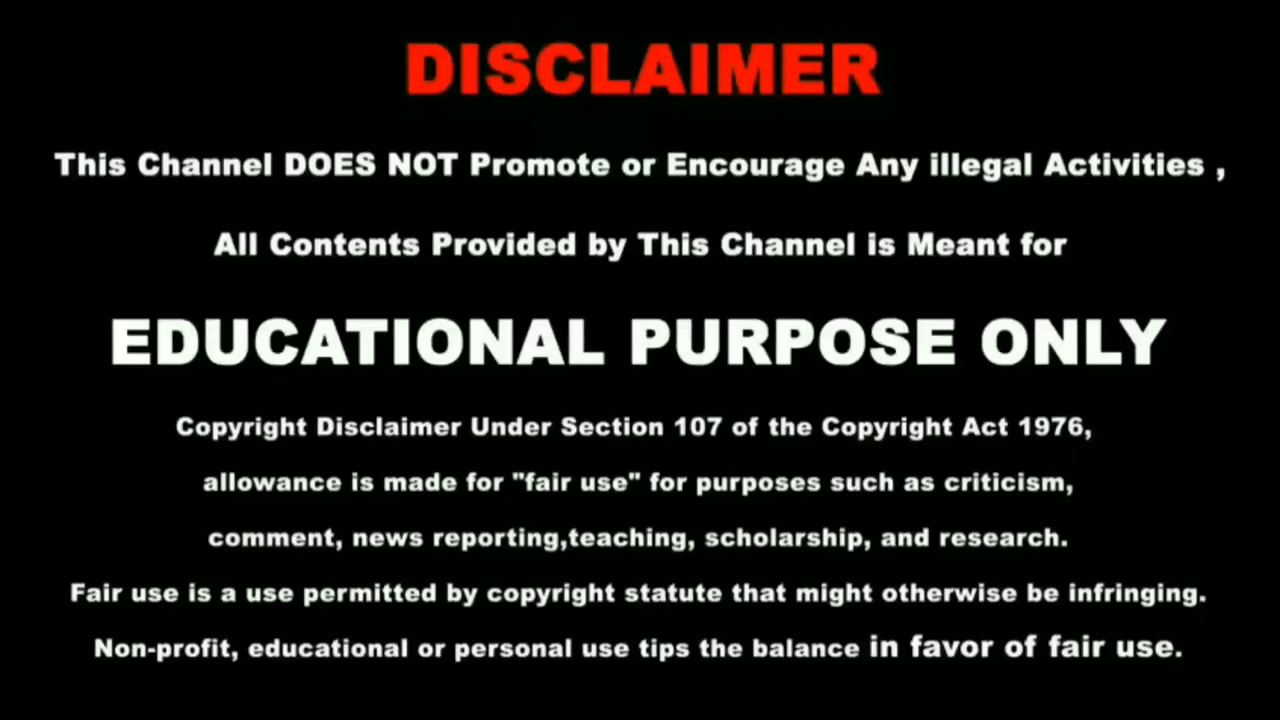 DISCLAIMER
This Channel DOES NOT Promote or Encourage Any illegal Activities ,
All Contents Provided by This Channel is Meant for
EDUCATIONAL PURPOSE ONLY
Copyright Disclaimer Under Section 107 of the Copyright Act 1976,
allowance is made for "fair use" for purposes such as criticism,
comment, news reporting,teaching, scholarship, and research.
Fair use is a use permitted by copyright statute that might otherwise be infringing.
Non-profit, educational or personal use tips the balance in favor of fair use.